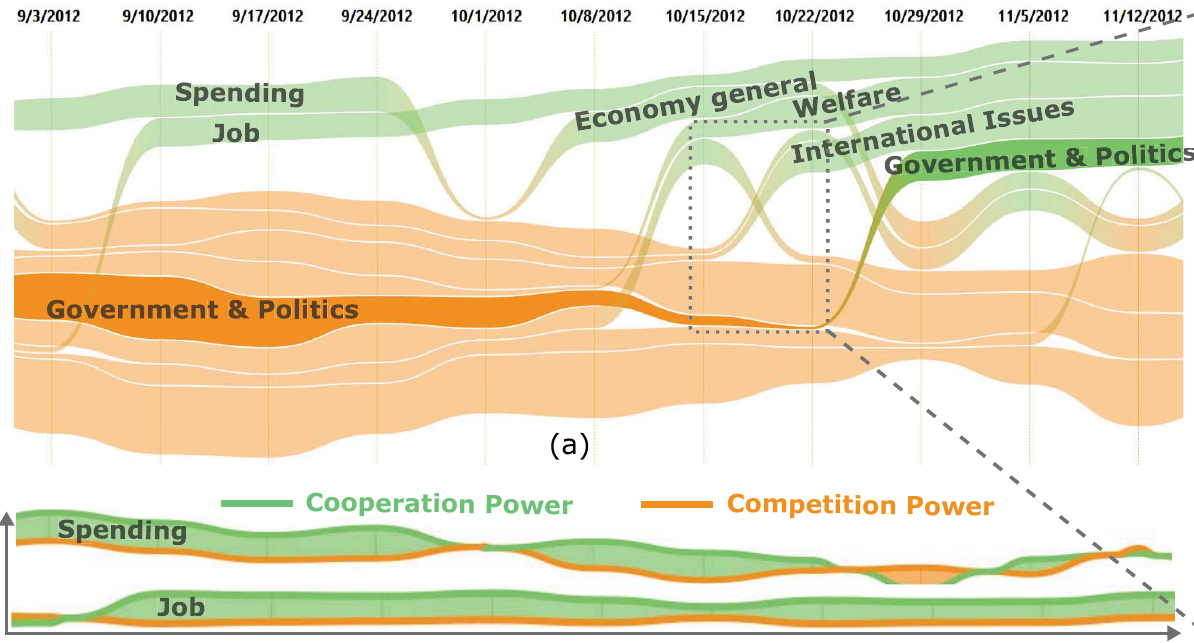 9/3/2012 9/10/2012 9/17/2012 9/24/2012 10/1/2012 10/8/2012 10/15/2012 10/22/2012 10/29/2012 11/5/2012 11/12/2012
Spending
Job
Economy general
Welfare
International Issues
Government & Politics
Government & Politics
(a)
Cooperation Power Competition Power
Spending
Job